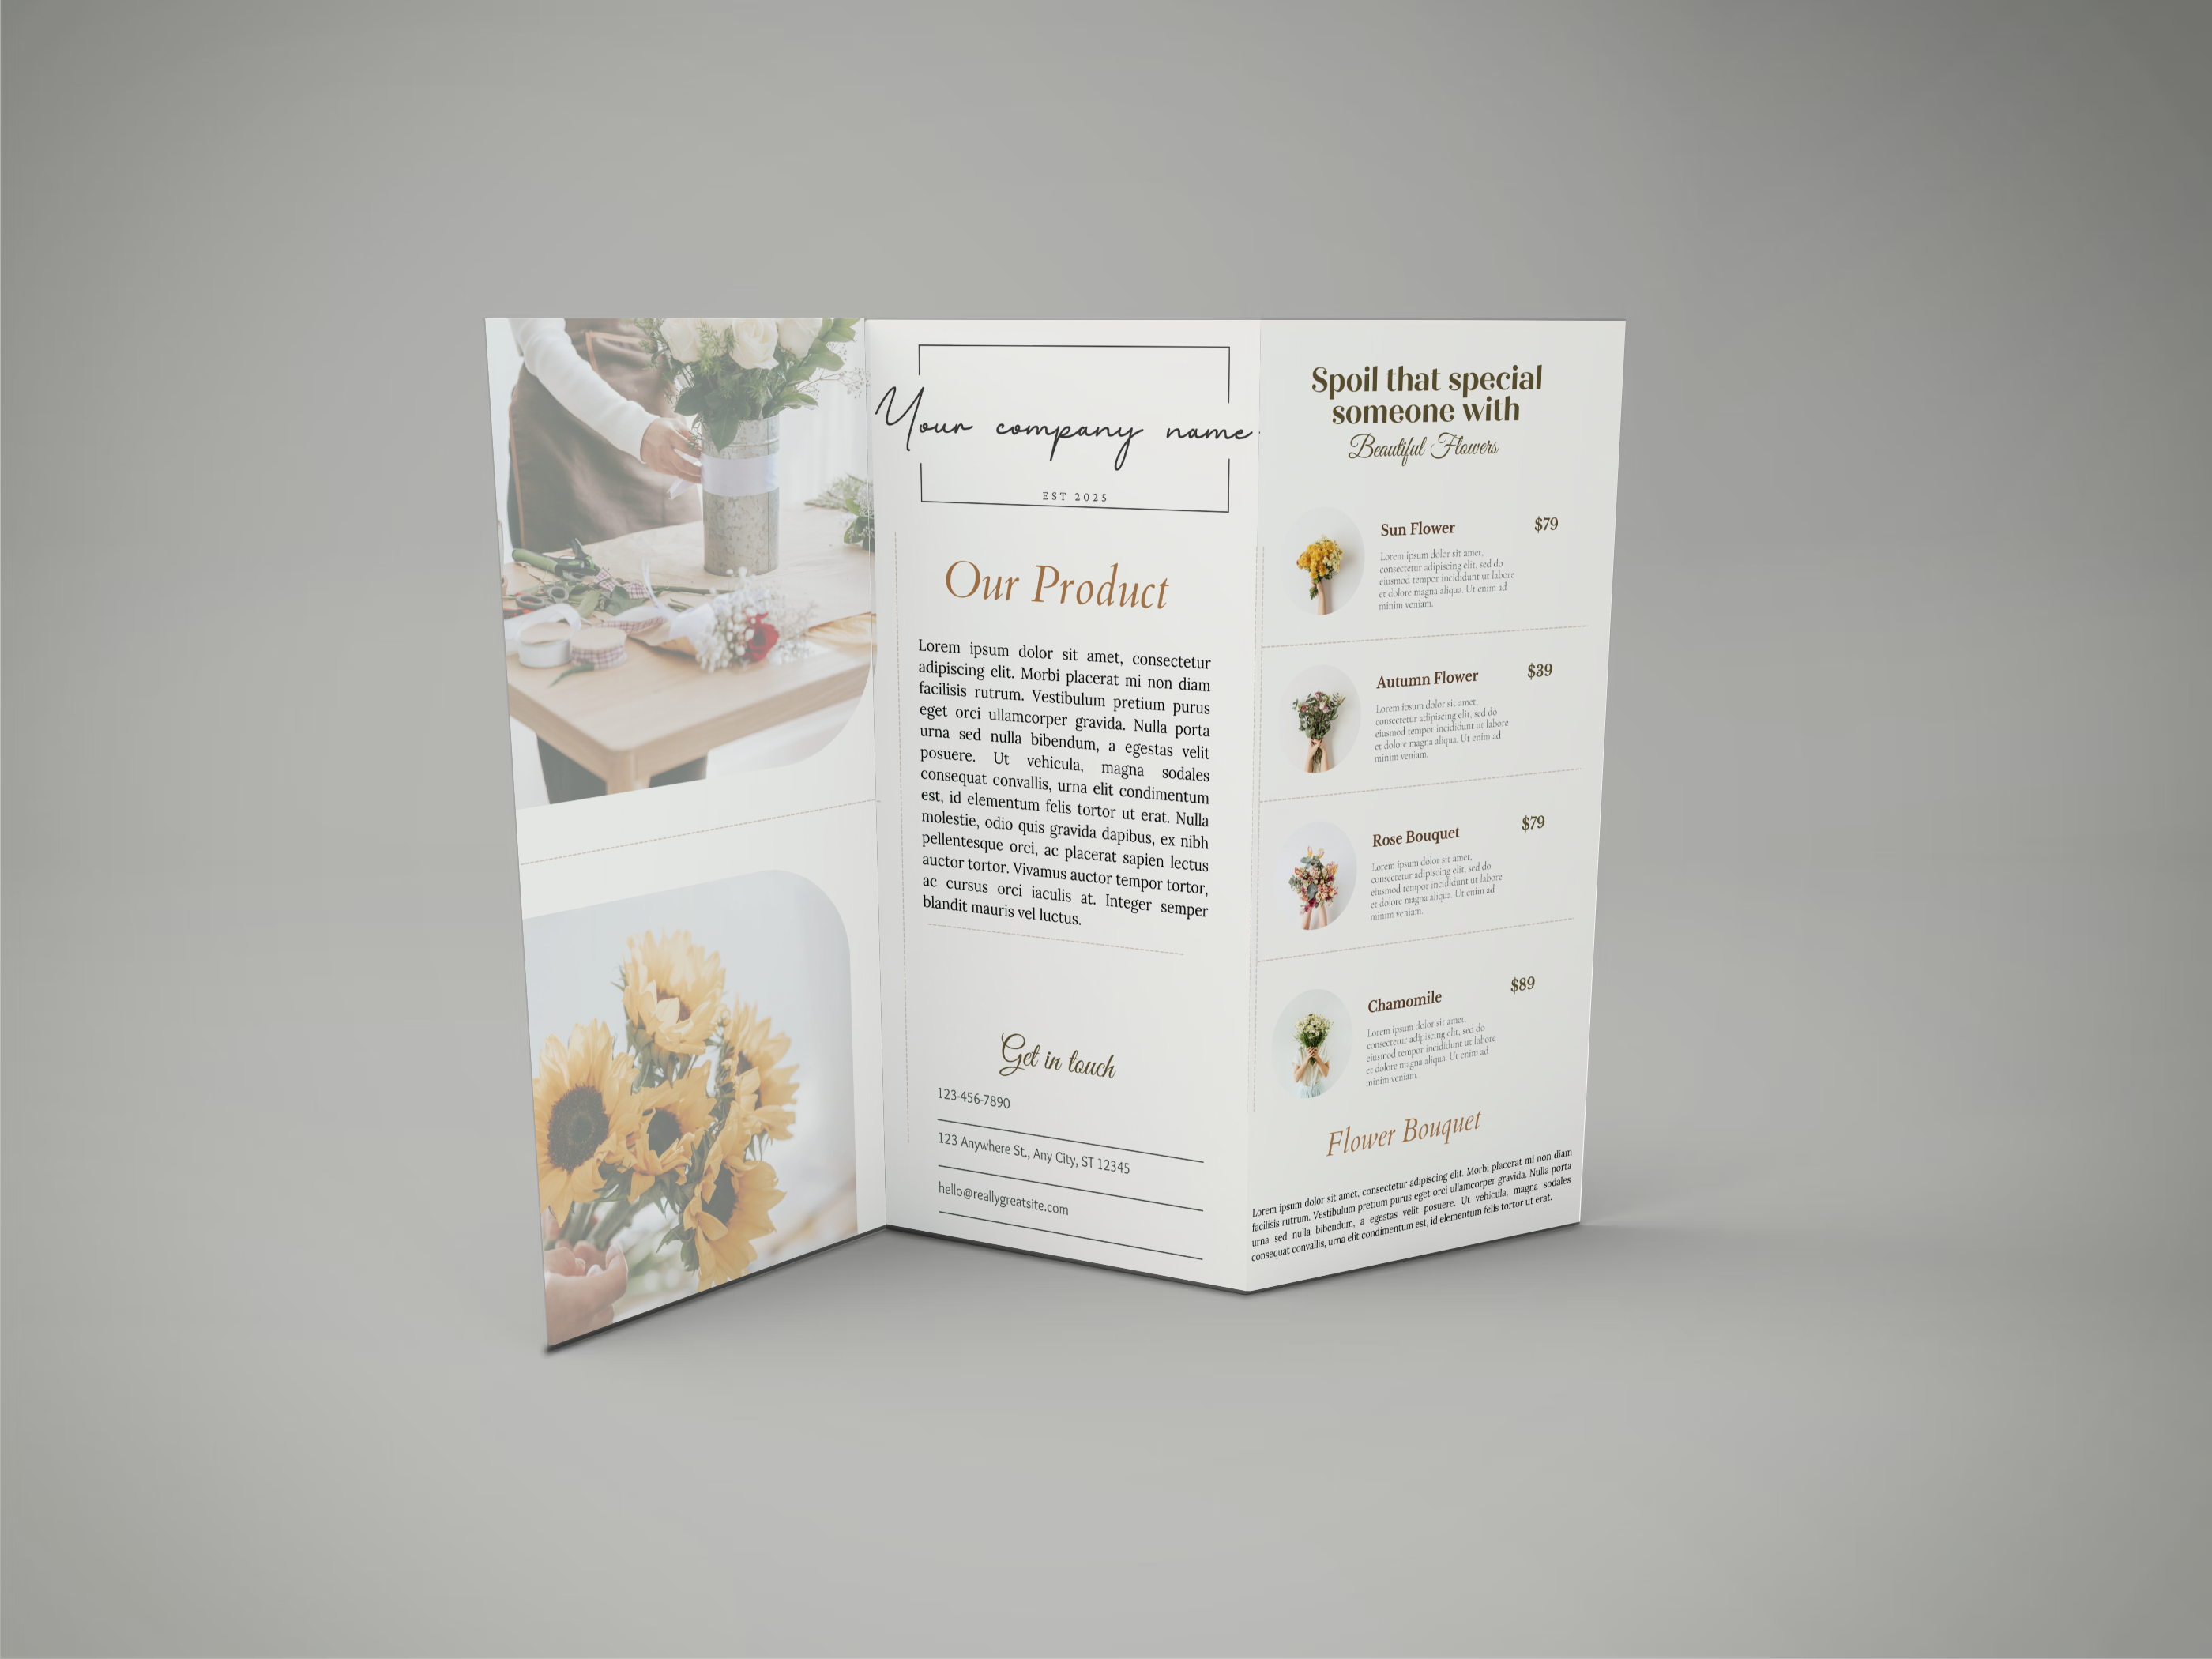 Your company name
EST 2025
Our Product
Lorem ipsum dolor sit amet, consectetur
adipiscing elit. Morbi placerat mi non diam
facilisis rutrum. Vestibulum pretium purus
eget orci ullamcorper gravida. Nulla porta
urna sed nulla bibendum, a egestas velit
posuere. Ut vehicula, magna sodales
consequat convallis, urna elit condimentum
est, id elementum felis tortor ut erat. Nulla
molestie, odio quis gravida dapibus, ex nibh
pellentesque orci, ac placerat sapien lectus
auctor tortor. Vivamus auctor tempor tortor,
ac cursus orci iaculis at. Integer semper
blandit mauris vel luctus.
Get in touch
123-456-7890
123 Anywhere St., Any City, ST 12345
hello@reallygreatsite.com
Spoil that special
someone with
Beautiful Flowers
Sun Flower $79
Lorem ipsum dolor sit amet,
consectetur adipiscing elit, sed do
eiusmod tempor incididunt ut labore
et dolore magna aliqua. Ut enim ad
minim veniam.
Autumn Flower $39
Lorem ipsum dolor sit amet,
consectetur adipiscing elit, sed do
eiusmod tempor incididunt ut labore
et dolore magna aliqua. Ut enim ad
minim veniam.
Rose Bouquet $79
Lorem ipsum dolor sit amet,
consectetur adipiscing elit, sed do
eiusmod tempor incididunt ut labore
et dolore magna aliqua. Ut enim ad
minim veniam.
Chamomile $89
Lorem ipsum dolor sit amet,
consectetur adipiscing elit, sed do
eiusmod tempor incididunt ut labore
et dolore magna aliqua. Ut enim ad
minim veniam.
Flower Bouquet
Lorem ipsum dolor sit amet, consectetur adipiscing elit. Morbi placerat mi non diam
facilisis rutrum. Vestibulum pretium purus eget orci ullamcorper gravida. Nulla porta
urna sed nulla bibendum, a egestas velit posuere. Ut vehicula, magna sodales
consequat convallis, urna elit condimentum est, id elementum felis tortor ut erat.